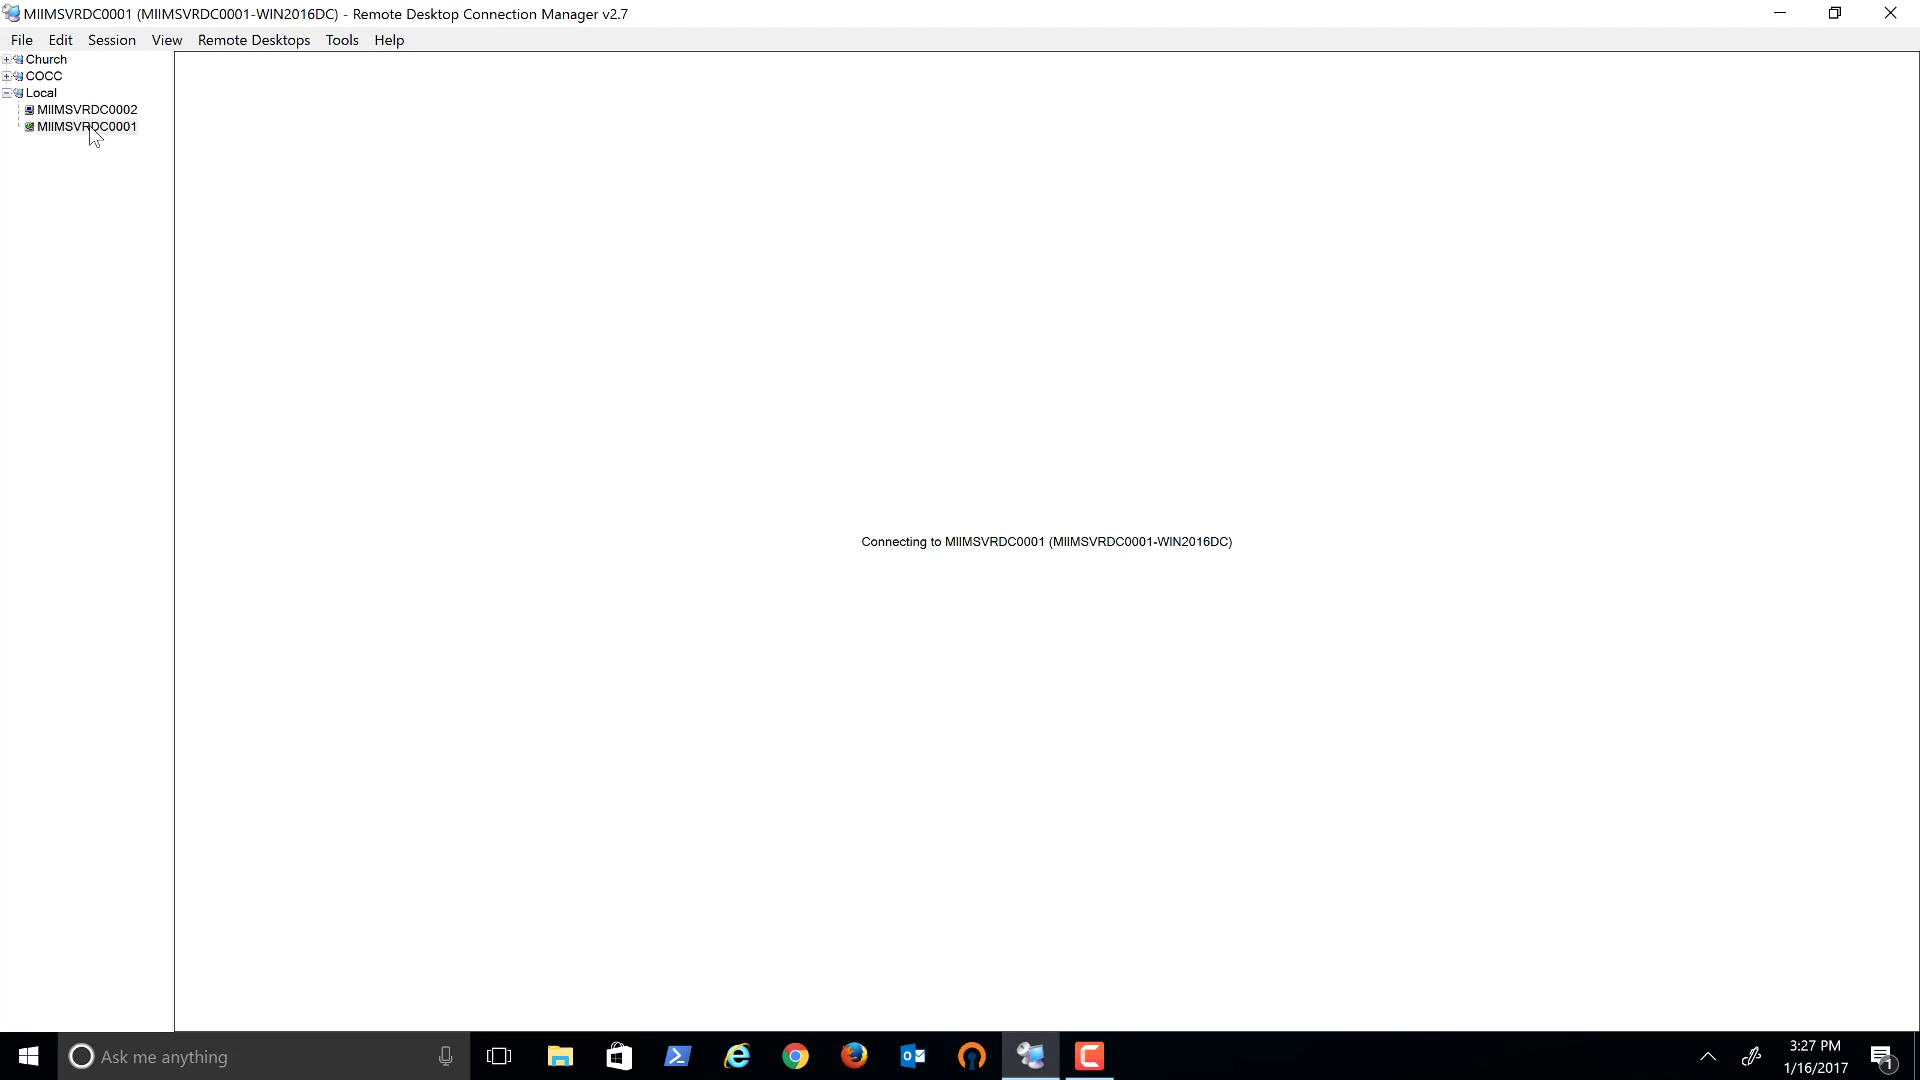 MIIMSVRDC0001 (MIIMSVRDC0001-WIN2016DC) - Remote Desktop Connection Manager v2.7
File Edit Session View Remote Desktops Tools Help
Church
COCC
Local
MIIMSVRDC0002
MIIMSVRDC0001
Connecting to MIIMSVRDC0001 (MIIMSVRDC0001-WIN2016DC)
Ask me anything
3:27 PM
1/16/2017
1